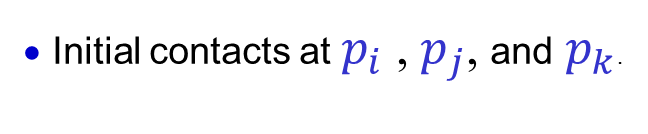 • Initial contacts at pᵢ , pⱼ, and pₖ.